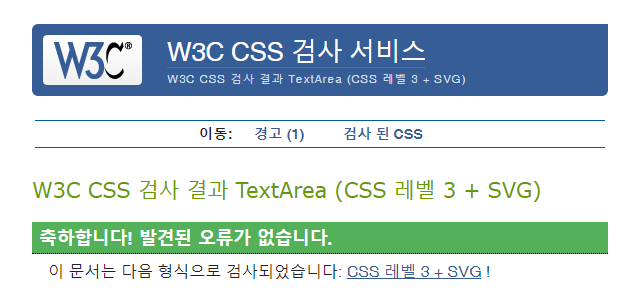 W3C® W3C CSS 검사 서비스
W3C CSS 검사 결과 TextArea (CSS 레벨 3 + SVG)
이동: 경고 (1) 검사 된 CSS
W3C CSS 검사 결과 TextArea (CSS 레벨 3 + SVG)
축하합니다! 발견된 오류가 없습니다.
이 문서는 다음 형식으로 검사되었습니다: CSS 레벨 3 + SVG !